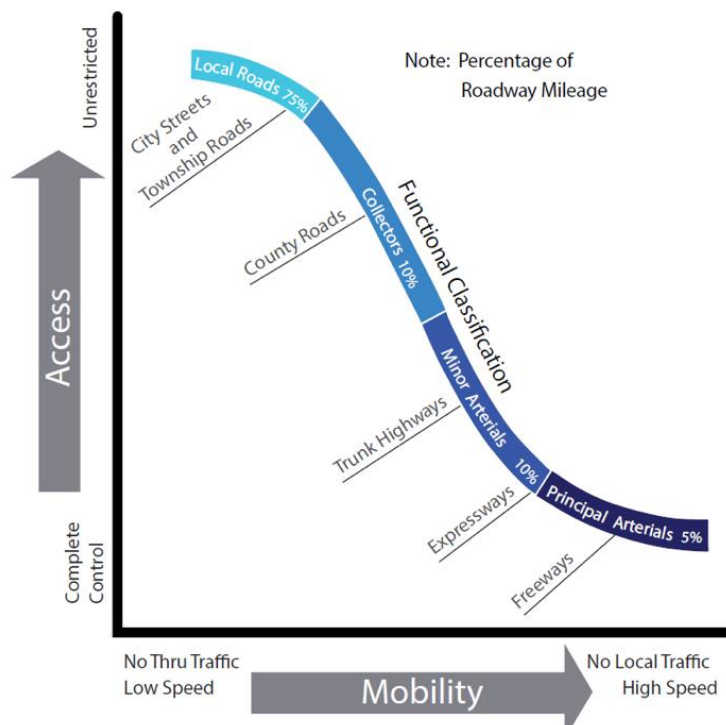 Note: Percentage of
Roadway Mileage
Unrestricted
Access
Complete
Control
Local Roads 75%
City Streets
and
Township Roads
Collectors 10%
County Roads
Functional Classification
Minor Arterials 10%
Trunk Highways
Expressways
Principal Arterials 5%
Freeways
No Thru Traffic
Low Speed
Mobility
No Local Traffic
High Speed